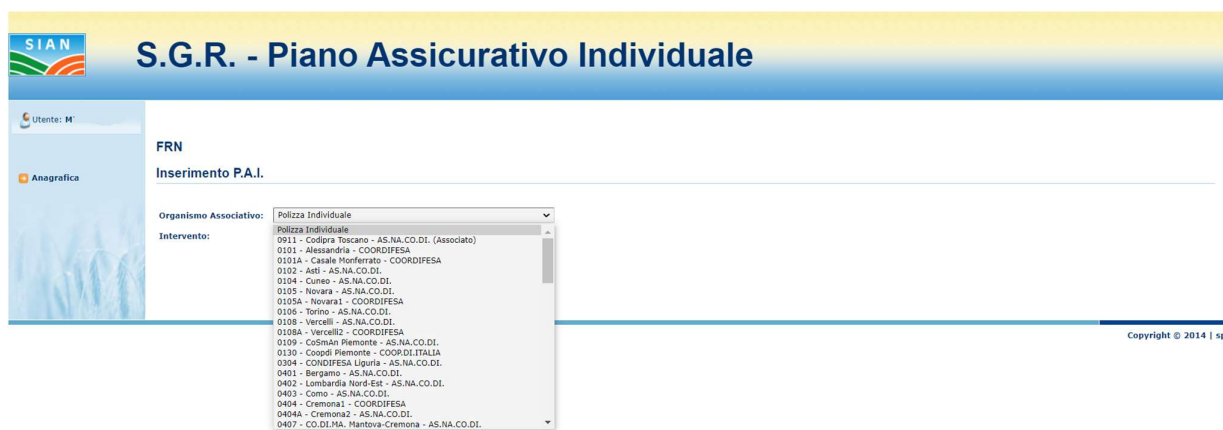 SIAN
S.G.R. - Piano Assicurativo Individuale
Utente: M
Anagrafica
FRN
Inserimento P.A.I.
Organismo Associativo: Polizza Individuale
Intervento:
Polizza Individuale
0911 - Codipra Toscano - AS.NA.CO.DI. (Associato)
0101 - Alessandria - COORDIFESA
0101A - Casale Monferrato - COORDIFESA
0102 - Asti - AS.NA.CO.DI.
0104 - Cuneo - AS.NA.CO.DI.
0105 - Novara - AS.NA.CO.DI.
0105A - Novara1 - COORDIFESA
0106 - Torino - AS.NA.CO.DI.
0108 - Vercelli - AS.NA.CO.DI.
0108A - Vercelli2 - COORDIFESA
0109 - CoSmAn Piemonte - AS.NA.CO.DI.
0130 - Coopdi Piemonte - COOP.DI.ITALIA
0304 - CONDIFESA Liguria - AS.NA.CO.DI.
0401 - Bergamo - AS.NA.CO.DI.
0402 - Lombardia Nord-Est - AS.NA.CO.DI.
0403 - Como - AS.NA.CO.DI.
0404 - Cremona1 - COORDIFESA
0404A - Cremona2 - AS.NA.CO.DI.
0407 - CO.DI.MA. Mantova-Cremona - AS.NA.CO.DI.
Copyright © 2014 |